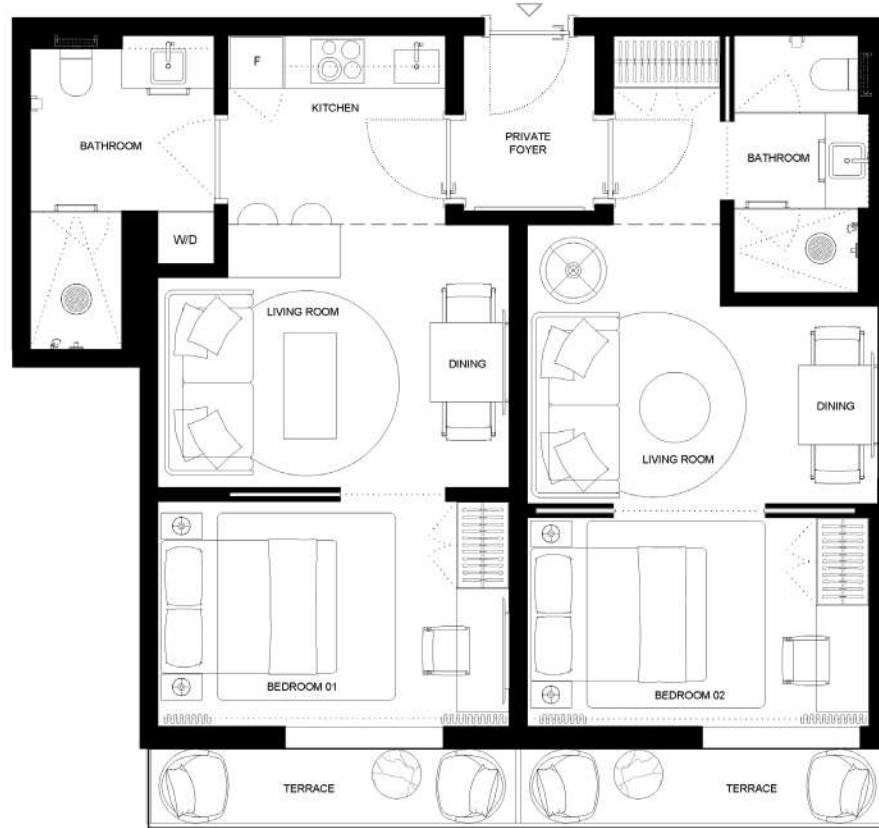 F
KITCHEN
PRIVATE
FOYER
BATHROOM
BATHROOM
W/D
LIVING ROOM
DINING
DINING
LIVING ROOM
BEDROOM 01
BEDROOM 02
TERRACE
TERRACE